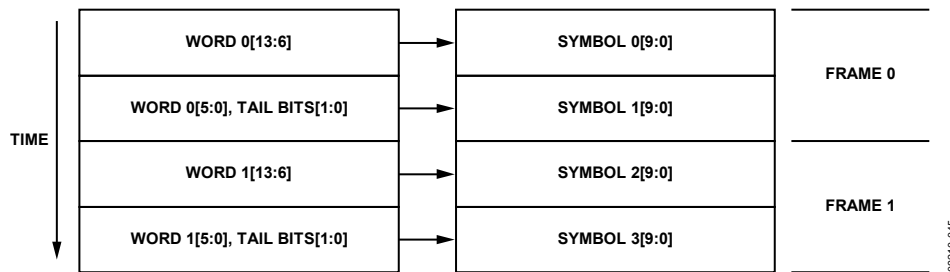 WORD 0[13:6]
SYMBOL 0[9:0]
FRAME 0
WORD 0[5:0], TAIL BITS[1:0]
SYMBOL 1[9:0]
TIME
WORD 1[13:6]
SYMBOL 2[9:0]
FRAME 1
WORD 1[5:0], TAIL BITS[1:0]
SYMBOL 3[9:0]